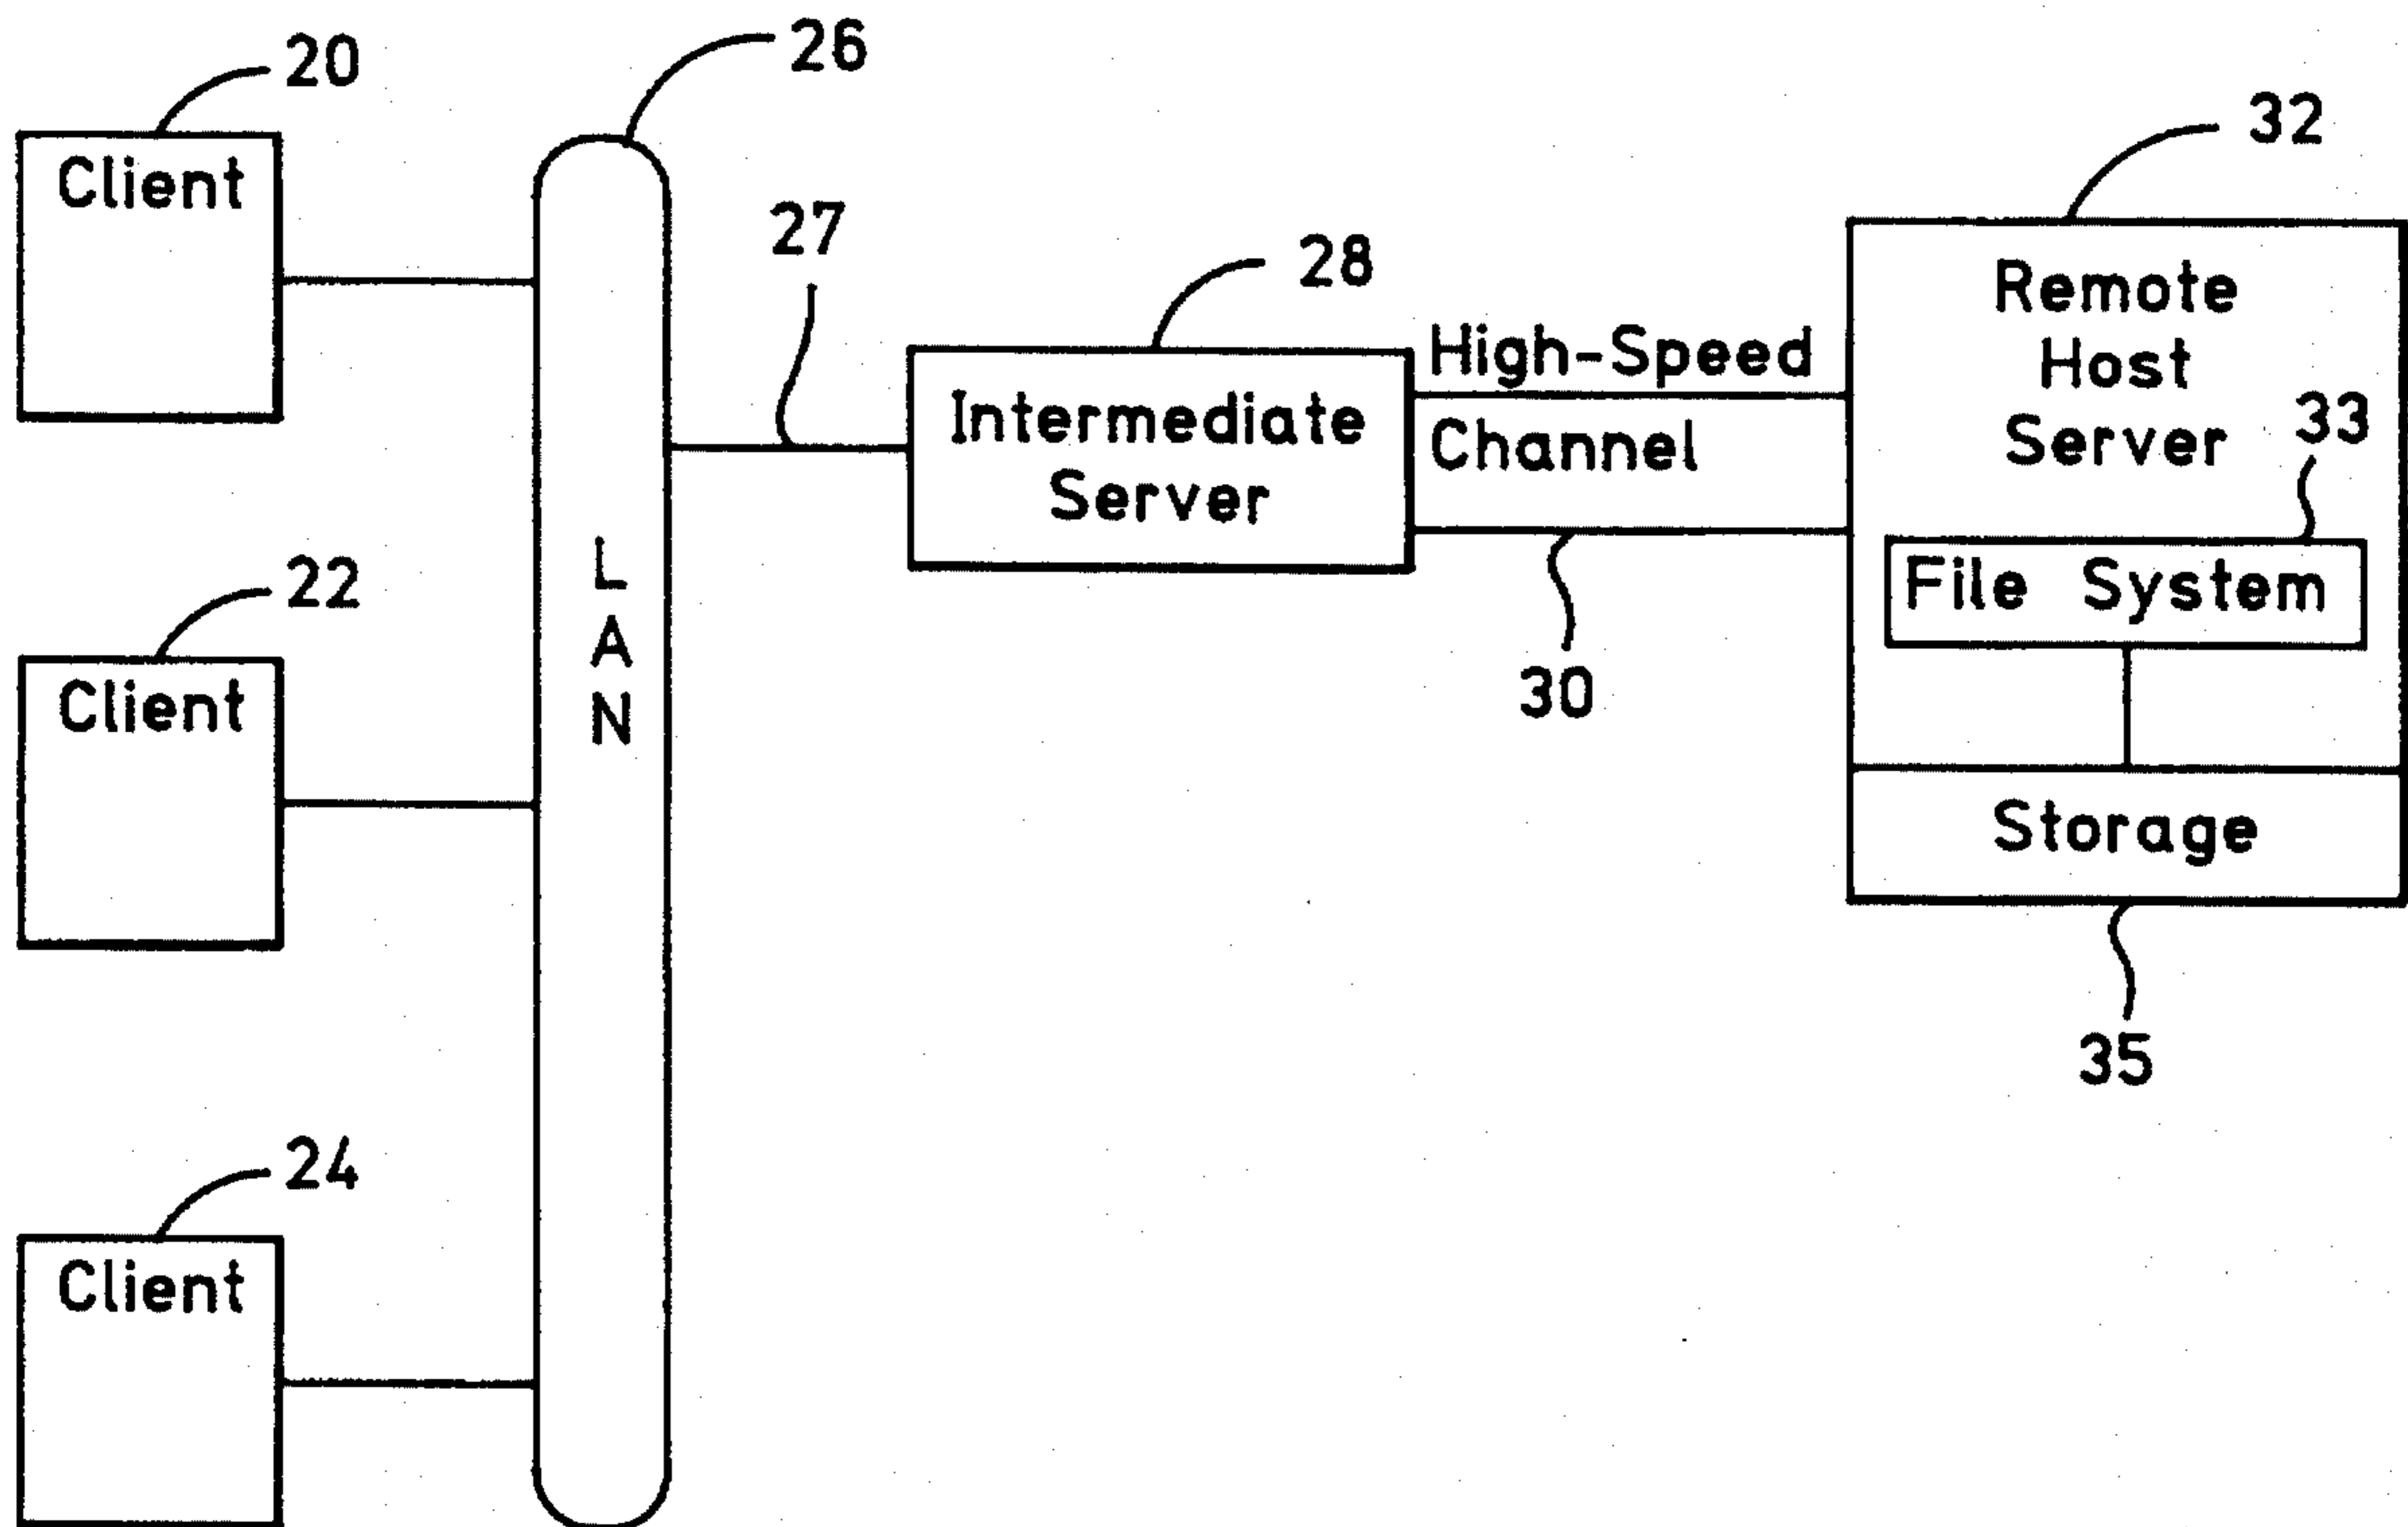 20
Client
22
Client
24
Client
26
L
A
N
27
28
Intermediate
Server
High-Speed
Channel
30
32
Remote
Host
Server
33
File System
Storage
35